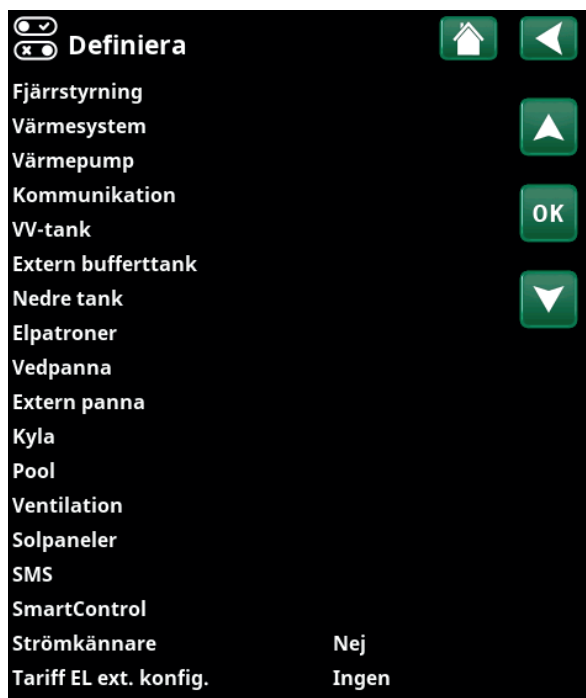 Definiera
Fjärrstyrning
Värmesystem
Värmepump
Kommunikation
VV-tank
OK
Extern bufferttank
Nedre tank
Elpatroner
Vedpanna
Extern panna
Kyla
Pool
Ventilation
Solpaneler
SMS
SmartControl
Strömkännare Nej
Tariff EL ext. konfig. Ingen